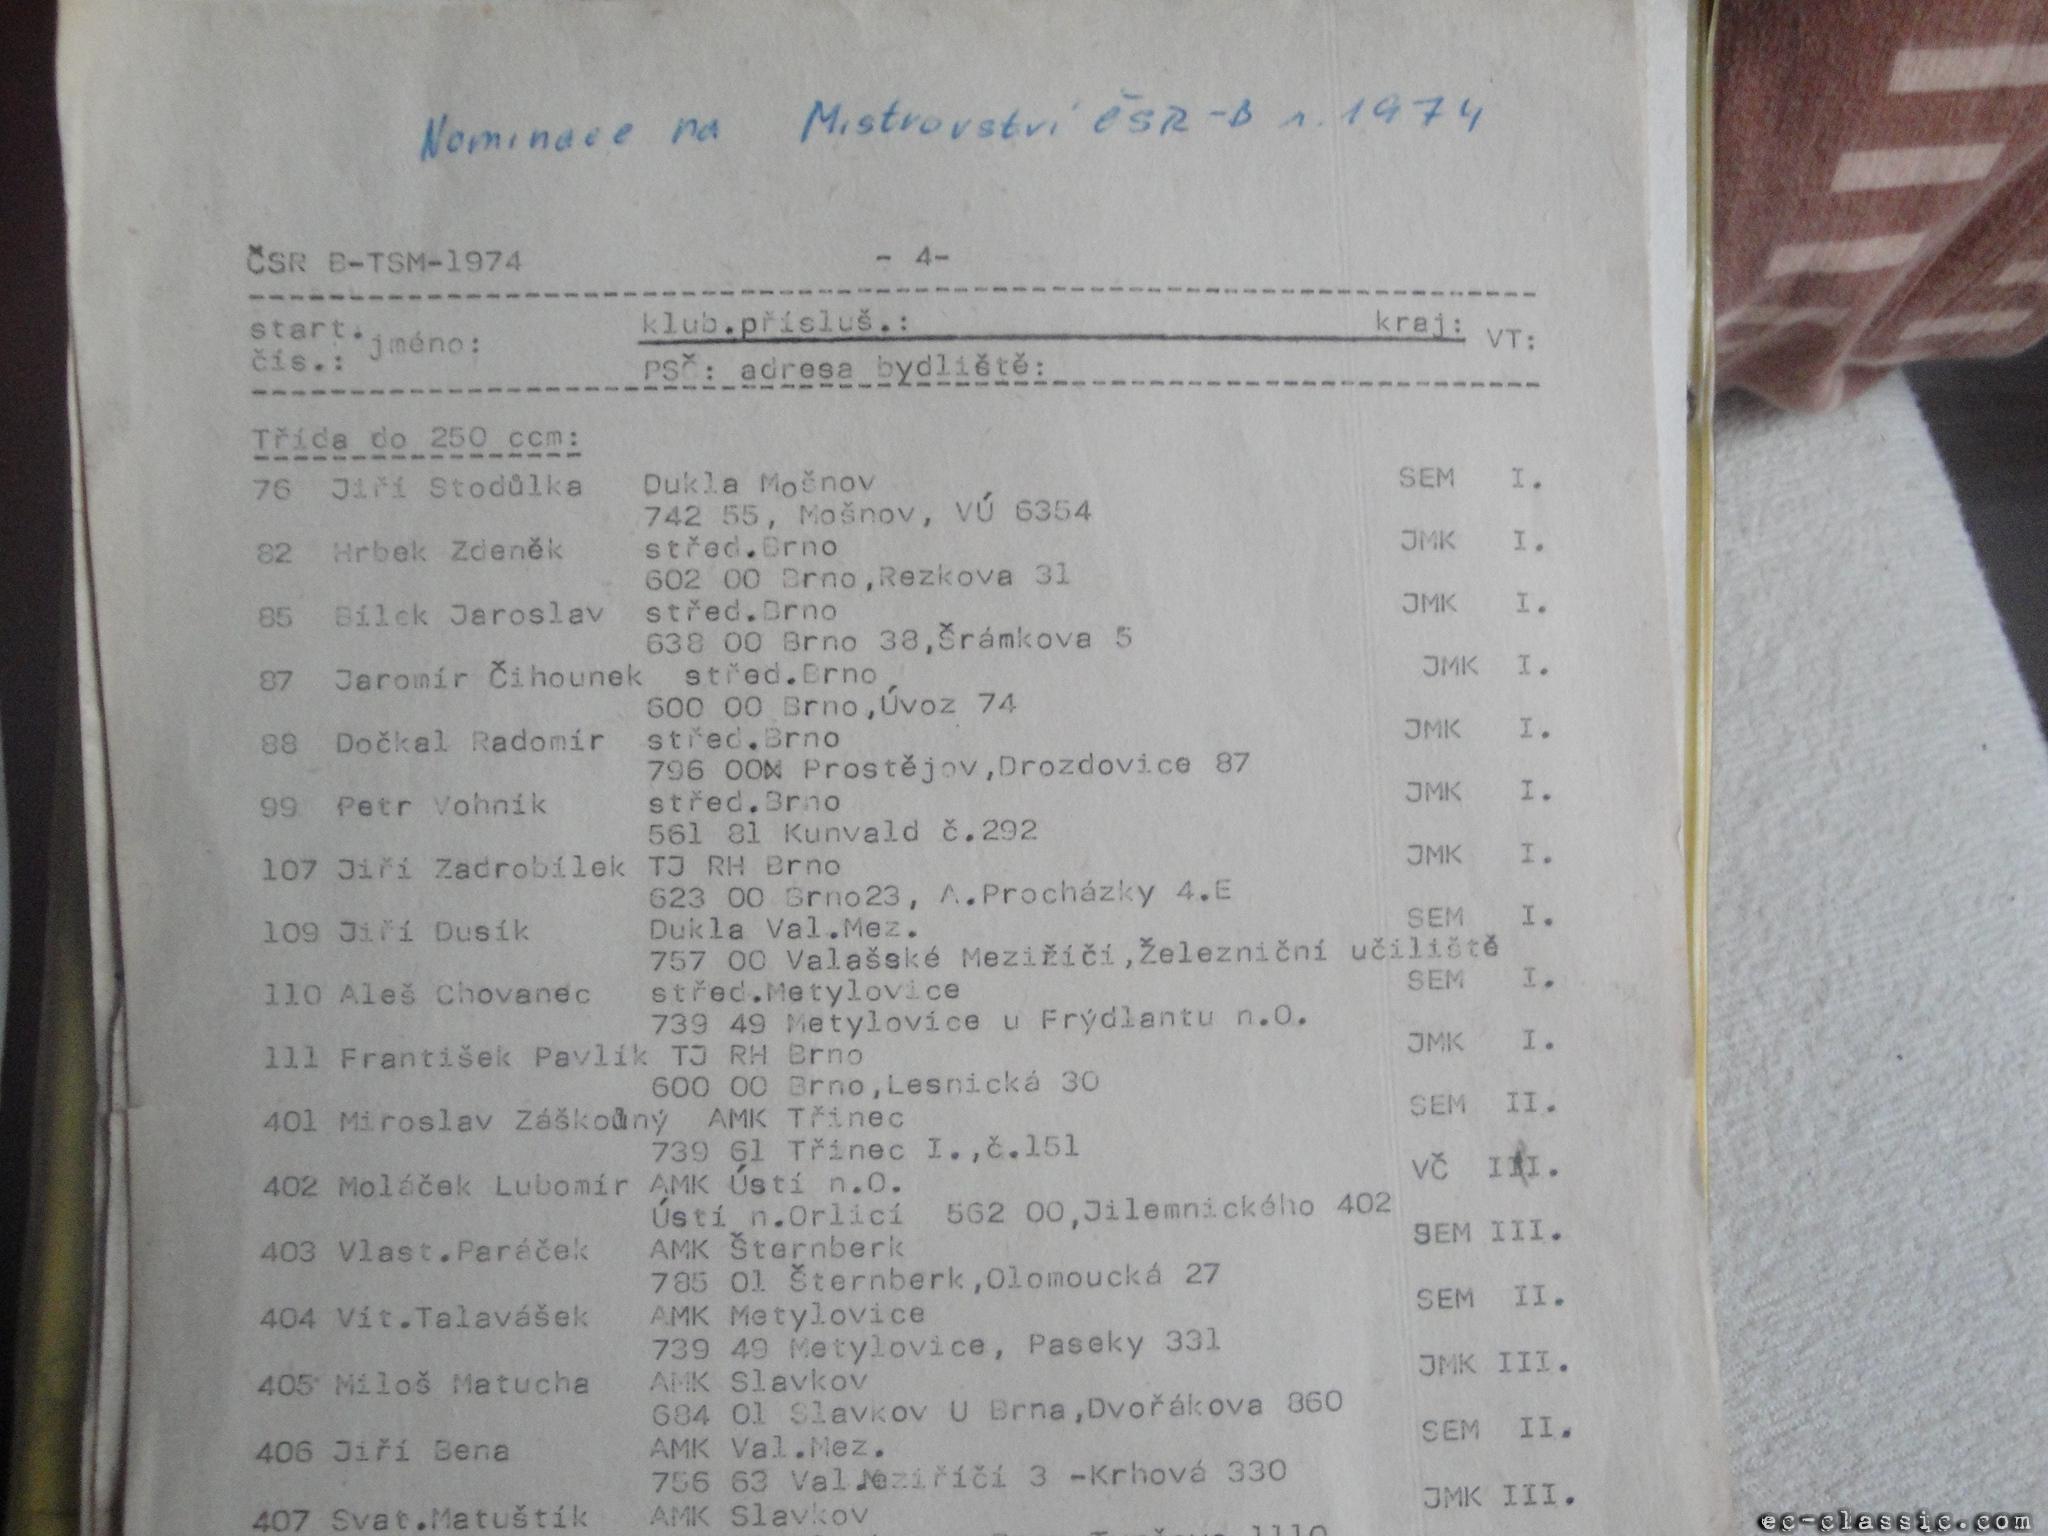 Nominace na Mistrovství ČSR-B r. 1974
ČSR B-TSM-1974 - 4-
start. čís.: jméno: klub.přísluš.: kraj: VT:
PSČ: adresa bydliště:
Třída do 250 ccm:
76 Jiří Stodůlka Dukla Mošnov SEM I.
742 55, Mošnov, VÚ 6354
82 Hrbek Zdeněk střed.Brno JMK I.
602 00 Brno,Rezkova 31
85 Bílek Jaroslav střed.Brno JMK I.
638 00 Brno 38,Šrámkova 5
87 Jaromír Čihounek střed.Brno JMK I.
600 00 Brno,Úvoz 74
88 Dočkal Radomír střed.Brno JMK I.
796 00 Prostějov,Drozdovice 87
99 Petr Vohník střed.Brno JMK I.
561 81 Kunvald č.292
107 Jiří Zadrobílek TJ RH Brno JMK I.
623 00 Brno23, A.Procházky 4.E
109 Jiří Dusík Dukla Val.Mez. SEM I.
757 00 Valašské Meziříčí,Železniční učiliště
110 Aleš Chovanec střed.Metylovice SEM I.
739 49 Metylovice u Frýdlantu n.O.
111 František Pavlík TJ RH Brno JMK I.
600 00 Brno,Lesnická 30
401 Miroslav Záškodný AMK Třinec SEM II.
739 61 Třinec I.,č.151
402 Moláček Lubomír AMK Ústí n.O. VČ III.
Ústí n.Orlicí 562 00,Jilemnického 402
403 Vlast.Paráček AMK Šternberk SEM III.
785 01 Šternberk,Olomoucká 27
404 Vít.Talavášek AMK Metylovice SEM II.
739 49 Metylovice, Paseky 331
405 Miloš Matucha AMK Slavkov JMK III.
684 01 Slavkov U Brna,Dvořákova 860
406 Jiří Bena AMK Val.Mez. SEM II.
756 63 Val.Meziříčí 3 -Krhová 330
407 Svat.Matuštík AMK Slavkov JMK III.
1110
ec-classic.com